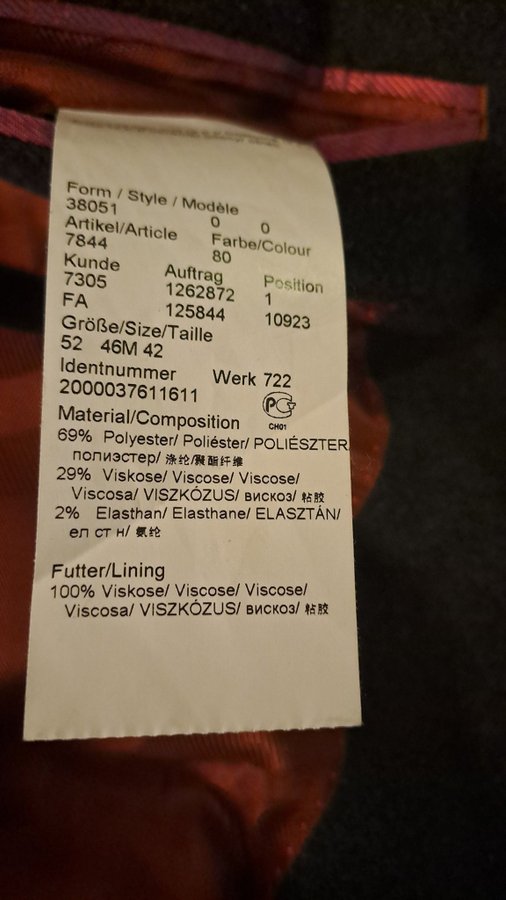 Form / Style / Modèle
38051 0 0
Artikel/Article Farbe/Colour
7844 80
Kunde Auftrag Position
7305 1262872 1
FA 125844 10923
Größe/Size/Taille
52 46M 42
Identnummer Werk 722
2000037611611
Material/Composition
CH01
69% Polyester/ Poliéster/ POLIÉSZTER
полиэстер/ 涤纶/聚酯纤维
29% Viskose/ Viscose/ Viscose/
Viscosa/ VISZKÓZUS/ вискоз/ 粘胶
2% Elasthan/ Elasthane/ ELASZTÁN/
ел ст н/ 氨纶
Futter/Lining
100% Viskose/ Viscose/ Viscose/
Viscosa/ VISZKÓZUS/ вискоз/ 粘胶